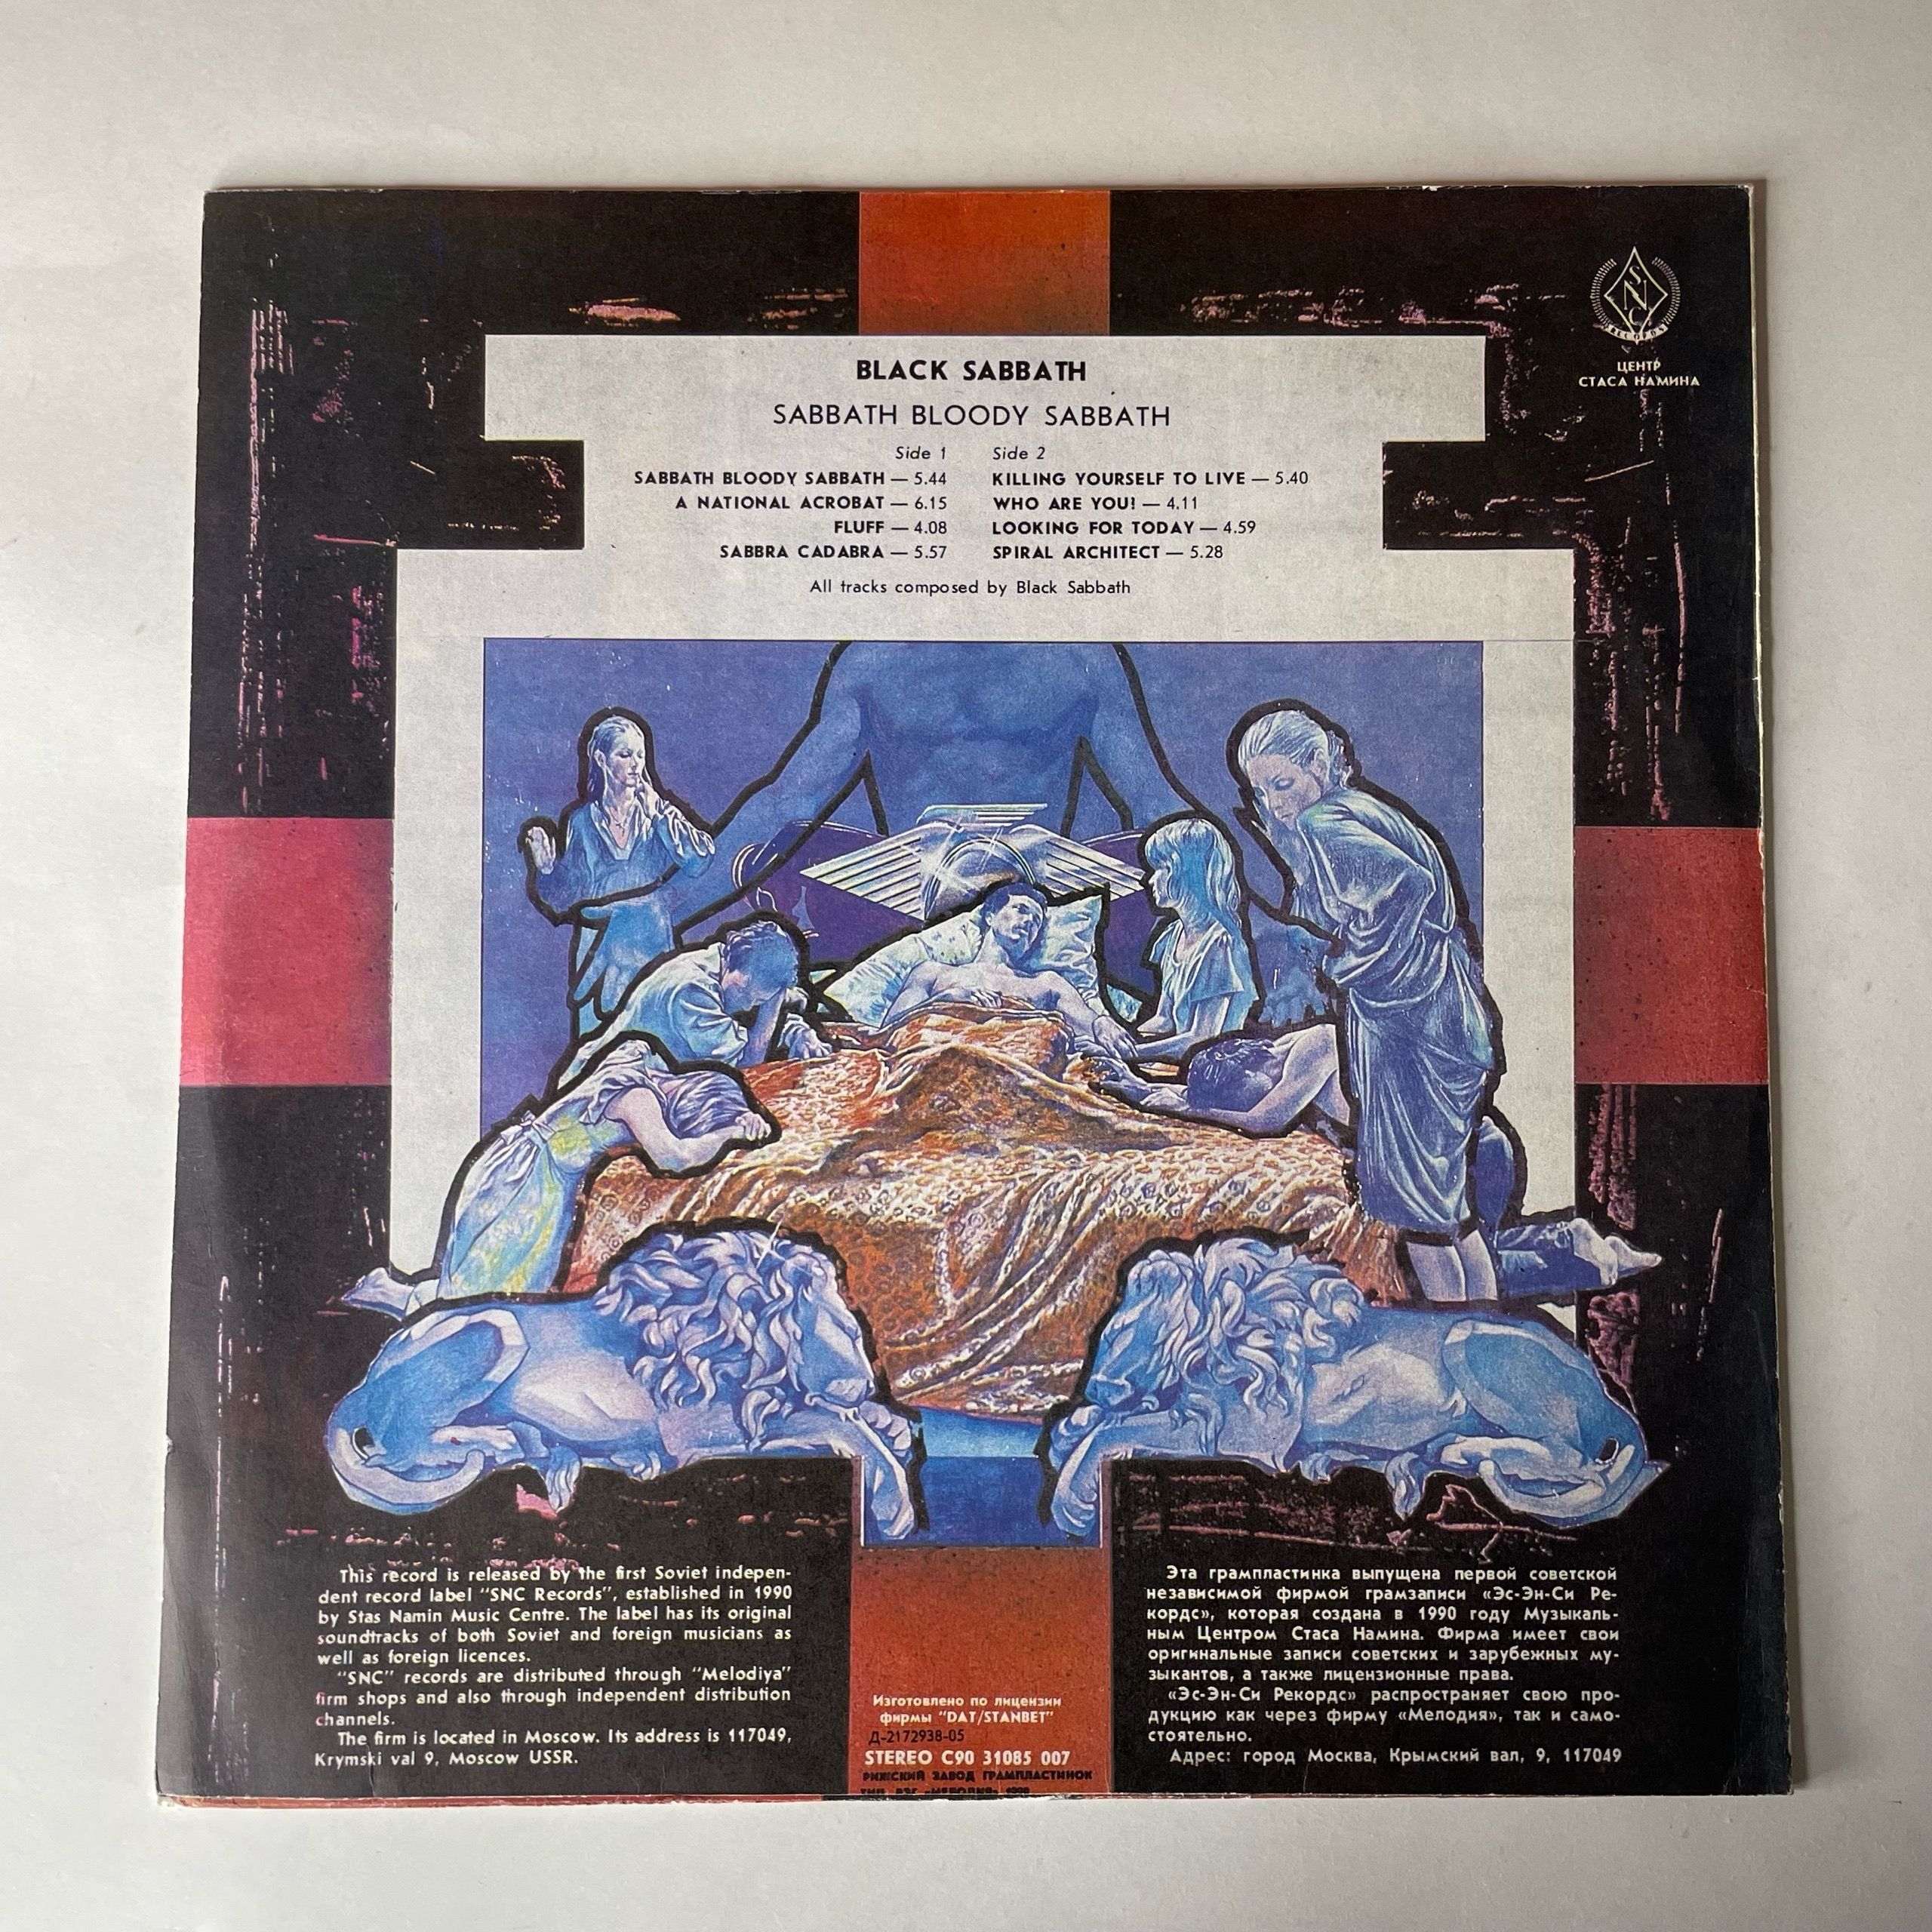 SNC
RECORDS
ЦЕНТР
СТАСА НАМИНА
BLACK SABBATH
SABBATH BLOODY SABBATH
Side 1
SABBATH BLOODY SABBATH — 5.44
A NATIONAL ACROBAT — 6.15
FLUFF — 4.08
SABBRA CADABRA — 5.57
Side 2
KILLING YOURSELF TO LIVE — 5.40
WHO ARE YOU? — 4.11
LOOKING FOR TODAY — 4.59
SPIRAL ARCHITECT — 5.28
All tracks composed by Black Sabbath
This record is released by the first Soviet indepen-
dent record label "SNC Records", established in 1990
by Stas Namin Music Centre. The label has its original
soundtracks of both Soviet and foreign musicians as
well as foreign licences.
"SNC" records are distributed through "Melodiya"
firm shops and also through independent distribution
channels.
The firm is located in Moscow. Its address is 117049,
Krymski val 9, Moscow USSR.
Изготовлено по лицензии
фирмы "DAT/STANBET"
Д-2172938-05
STEREO C90 31085 007
РИЖСКИЙ ЗАВОД ГРАМПЛАСТИНОК
Эта грампластинка выпущена первой советской
независимой фирмой грамзаписи «Эс-Эн-Си Ре-
кордс», которая создана в 1990 году Музыкаль-
ным Центром Стаса Намина. Фирма имеет свои
оригинальные записи советских и зарубежных му-
зыкантов, а также лицензионные права.
«Эс-Эн-Си Рекордс» распространяет свою про-
дукцию как через фирму «Мелодия», так и само-
стоятельно.
Адрес: город Москва, Крымский вал, 9, 117049